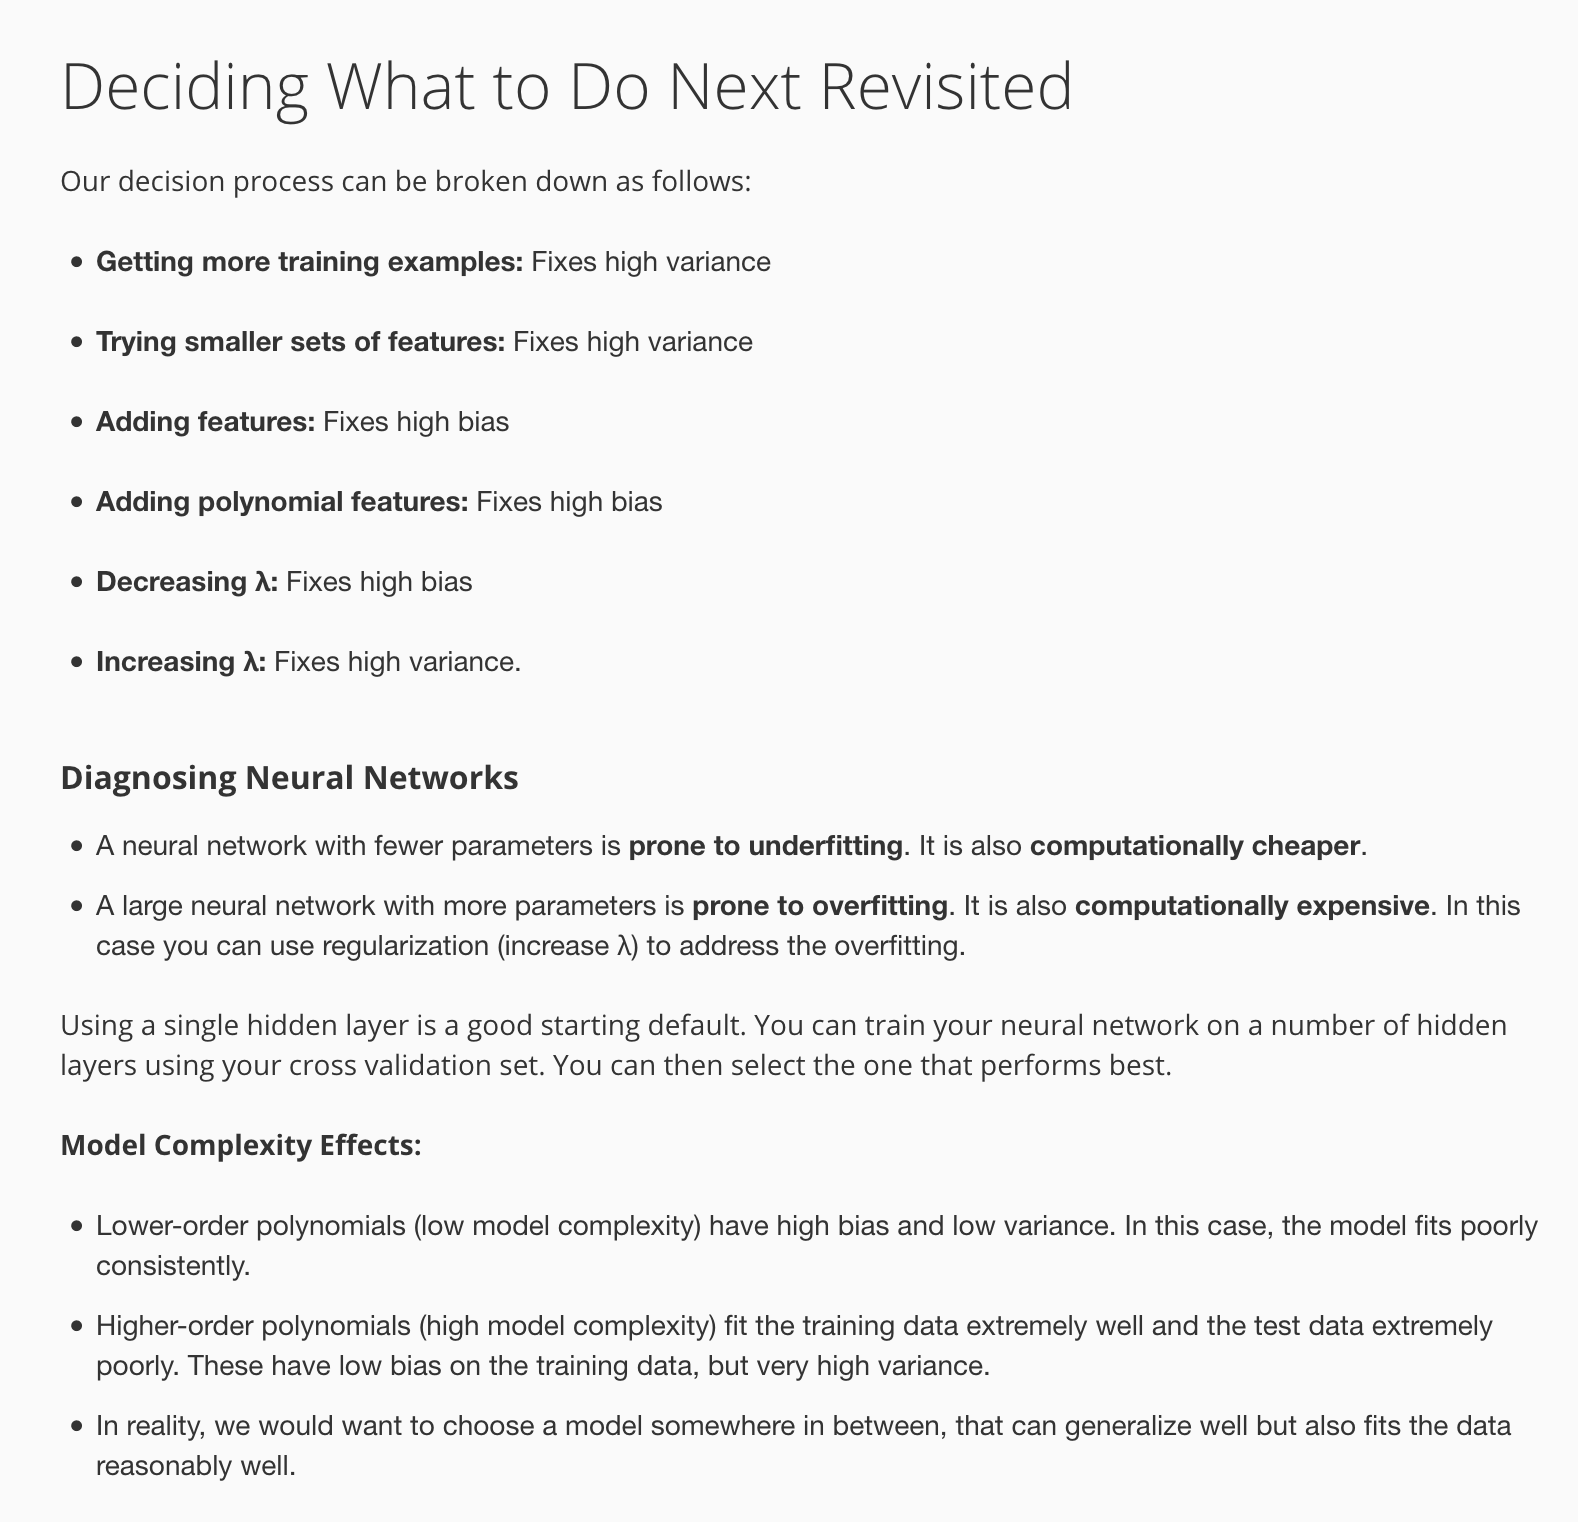 Deciding What to Do Next Revisited
Our decision process can be broken down as follows:
• Getting more training examples: Fixes high variance
• Trying smaller sets of features: Fixes high variance
• Adding features: Fixes high bias
• Adding polynomial features: Fixes high bias
• Decreasing λ: Fixes high bias
• Increasing λ: Fixes high variance.
Diagnosing Neural Networks
• A neural network with fewer parameters is prone to underfitting. It is also computationally cheaper.
• A large neural network with more parameters is prone to overfitting. It is also computationally expensive. In this
case you can use regularization (increase λ) to address the overfitting.
Using a single hidden layer is a good starting default. You can train your neural network on a number of hidden
layers using your cross validation set. You can then select the one that performs best.
Model Complexity Effects:
• Lower-order polynomials (low model complexity) have high bias and low variance. In this case, the model fits poorly
consistently.
• Higher-order polynomials (high model complexity) fit the training data extremely well and the test data extremely
poorly. These have low bias on the training data, but very high variance.
• In reality, we would want to choose a model somewhere in between, that can generalize well but also fits the data
reasonably well.